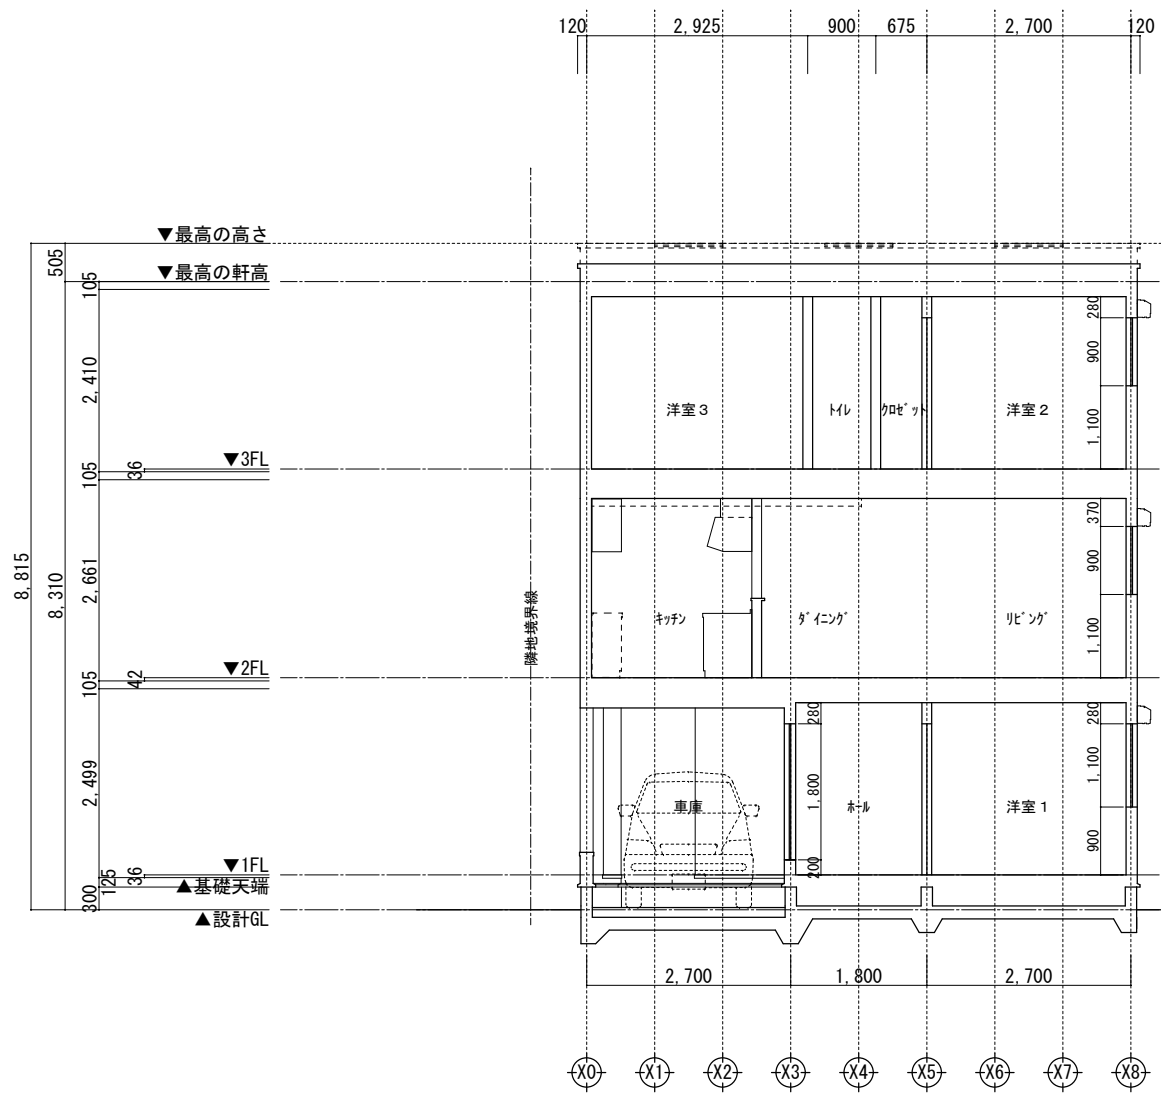 120 2,925 900 675 2,700 120
▼最高の高さ
505
▼最高の軒高
105
280
2,410
900
洋室3 トイレ クロゼット 洋室2
1,100
▼3FL
36
105
370
8,815
8,310
2,661
900
隣地境界線
キッチン ダイニング リビング
1,100
▼2FL
42
105
280 280
2,499
1,800
1,100
車庫 ホール 洋室1
900
200
▼1FL
36
125
300
▲基礎天端
▲設計GL
2,700 1,800 2,700
X0 X1 X2 X3 X4 X5 X6 X7 X8